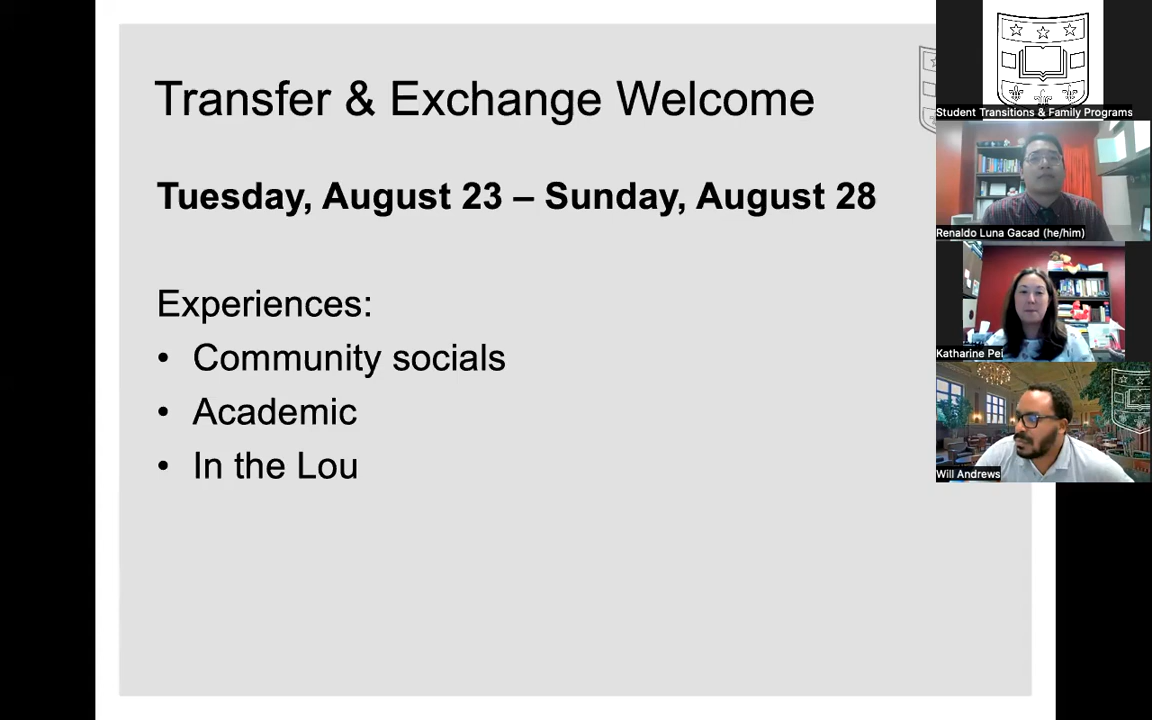 Transfer & Exchange Welcome
Tuesday, August 23 – Sunday, August 28
Experiences:
• Community socials
• Academic
• In the Lou
Student Transitions & Family Programs
Renaldo Luna Gacad (he/him)
Katharine Pei
Will Andrews